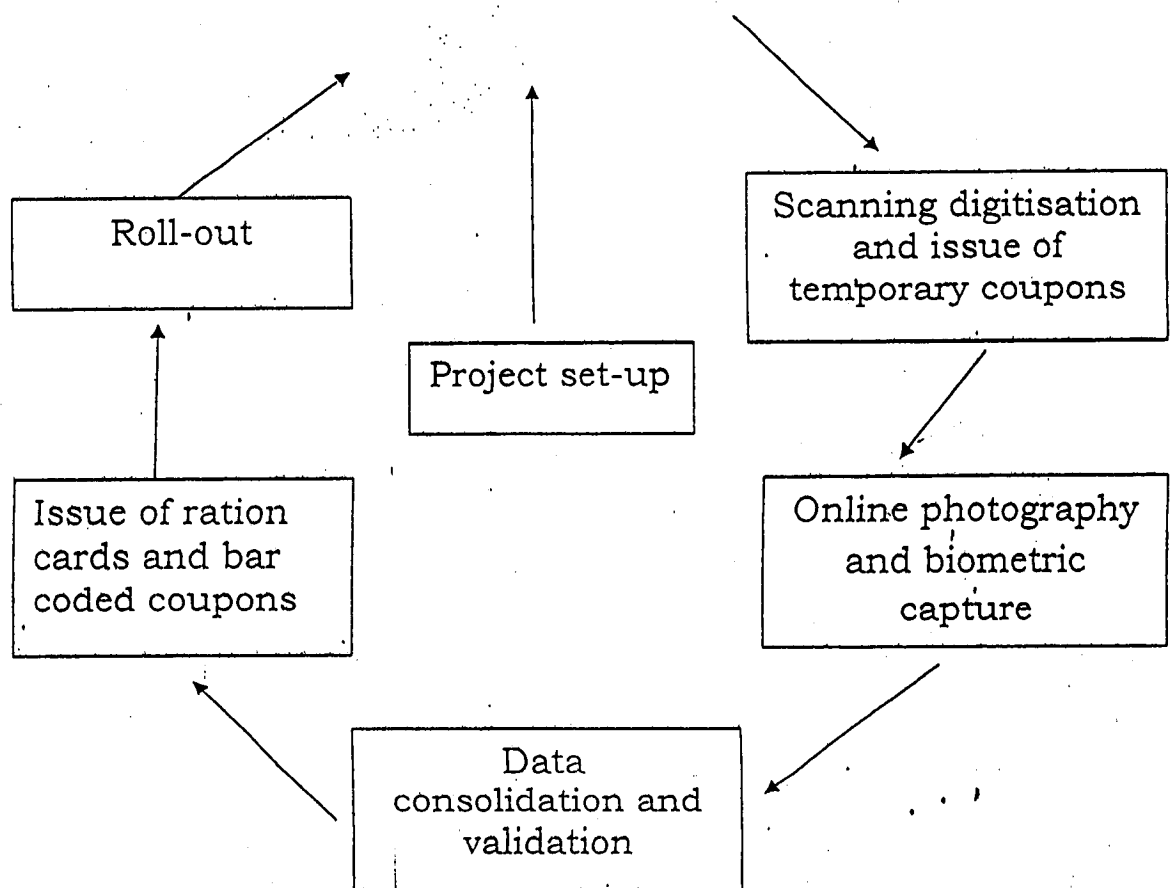 Roll-out
Scanning digitisation
and issue of
temporary coupons
Project set-up
Issue of ration
cards and bar
coded coupons
Online photography
and biometric
capture
Data
consolidation and
validation